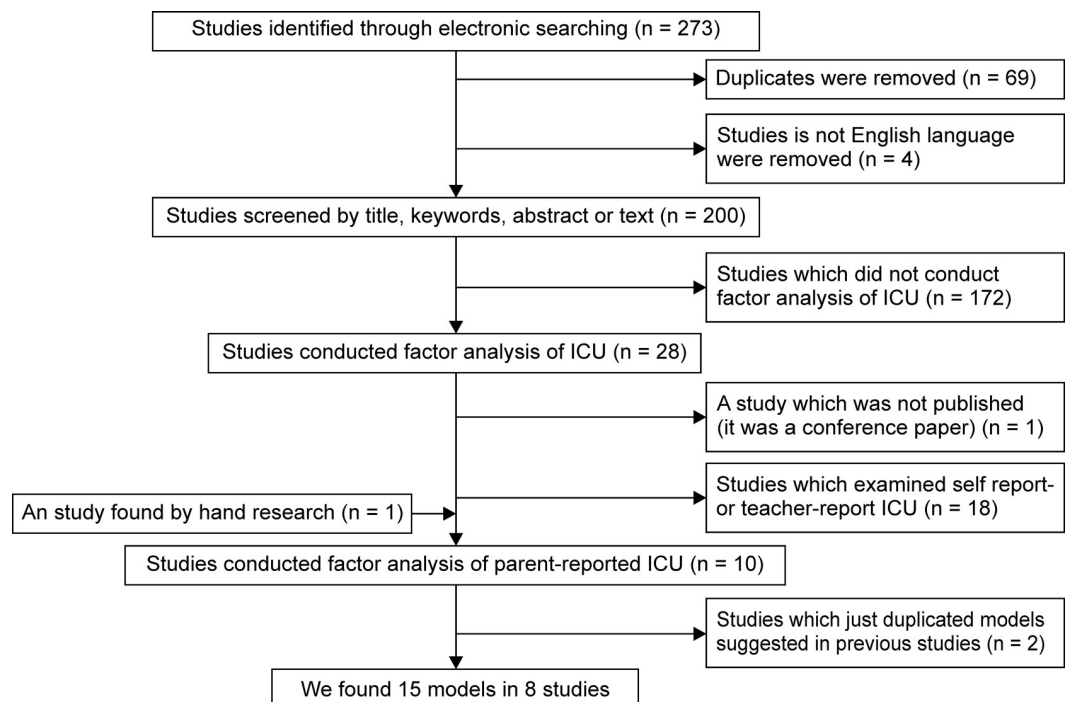 Studies identified through electronic searching (n = 273)
Duplicates were removed (n = 69)
Studies is not English language
were removed (n = 4)
Studies screened by title, keywords, abstract or text (n = 200)
Studies which did not conduct
factor analysis of ICU (n = 172)
Studies conducted factor analysis of ICU (n = 28)
A study which was not published
(it was a conference paper) (n = 1)
Studies which examined self report-
or teacher-report ICU (n = 18)
An study found by hand research (n = 1)
Studies conducted factor analysis of parent-reported ICU (n = 10)
Studies which just duplicated models
suggested in previous studies (n = 2)
We found 15 models in 8 studies